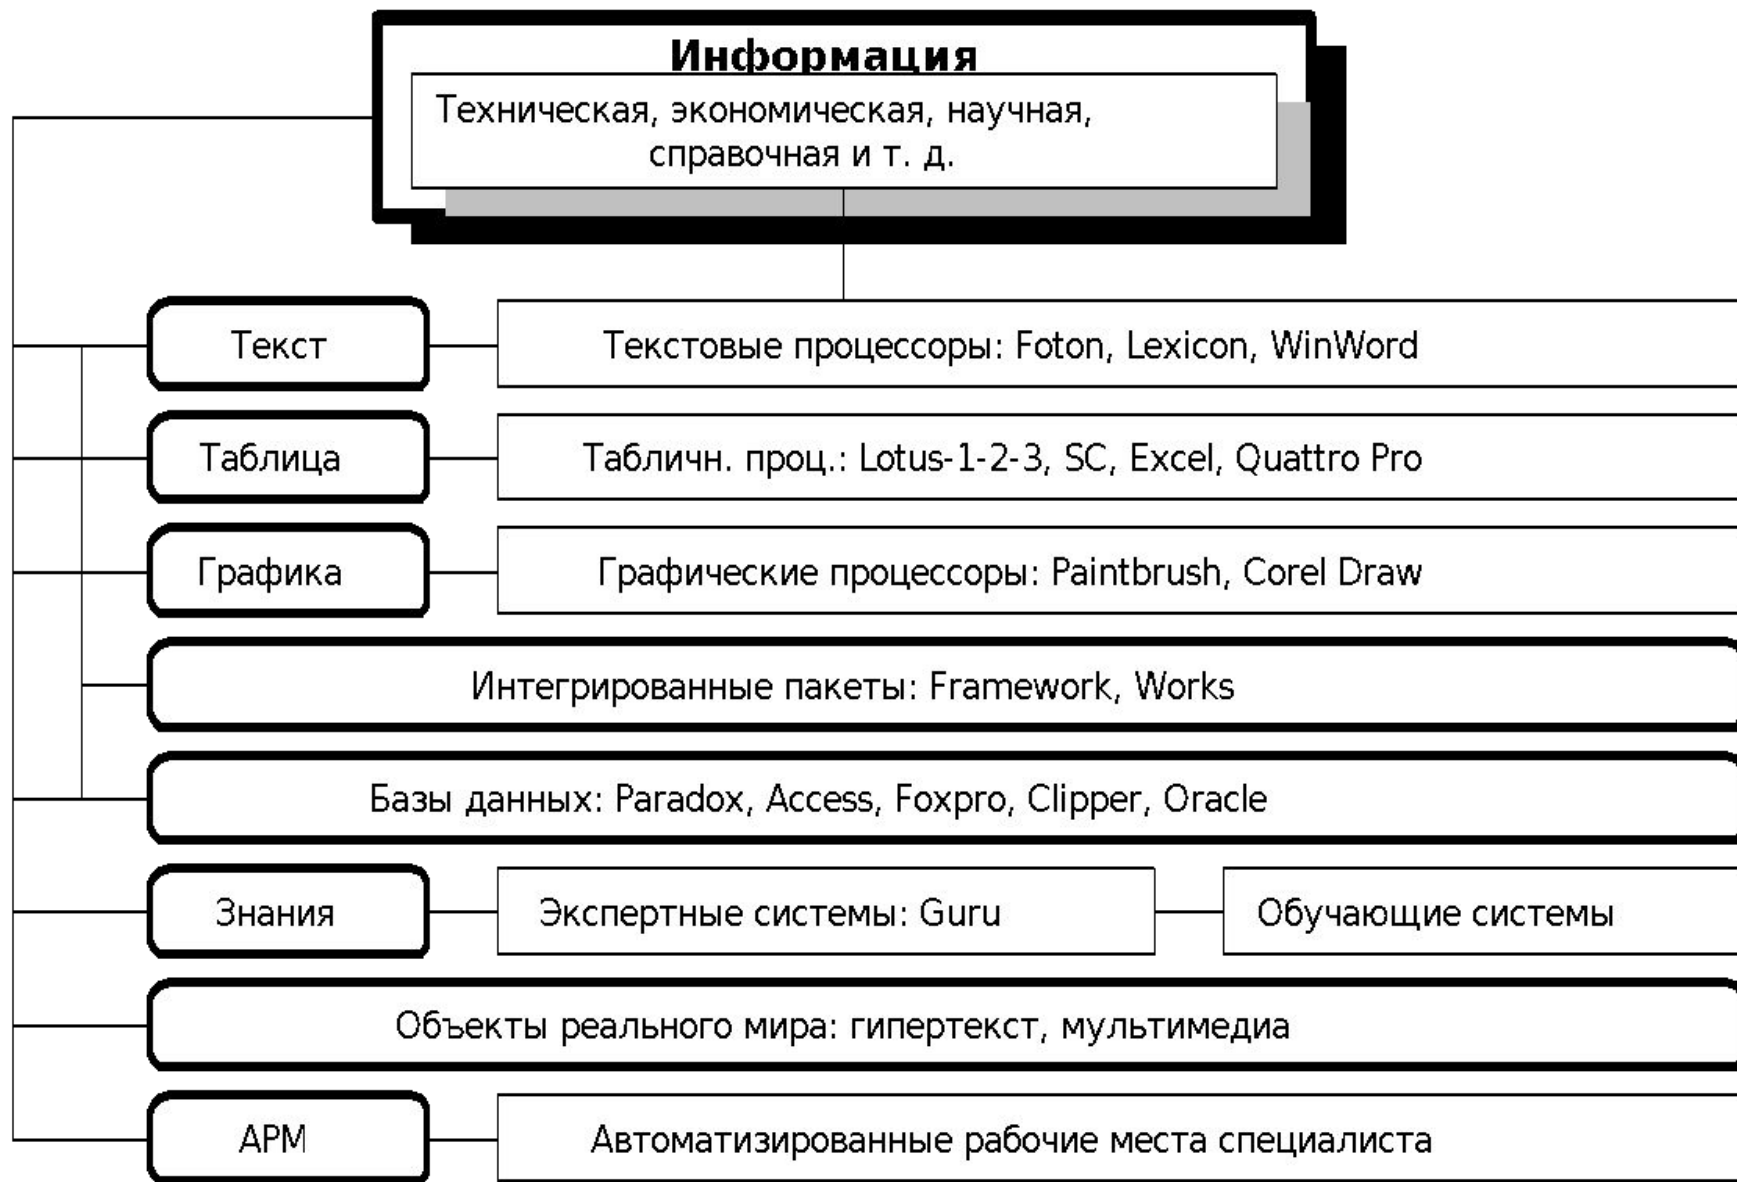 Информация
Техническая, экономическая, научная,
справочная и т. д.
Текст
Текстовые процессоры: Foton, Lexicon, WinWord
Таблица
Табличн. проц.: Lotus-1-2-3, SC, Excel, Quattro Pro
Графика
Графические процессоры: Paintbrush, Corel Draw
Интегрированные пакеты: Framework, Works
Базы данных: Paradox, Access, Foxpro, Clipper, Oracle
Знания
Экспертные системы: Guru
Обучающие системы
Объекты реального мира: гипертекст, мультимедиа
АРМ
Автоматизированные рабочие места специалиста